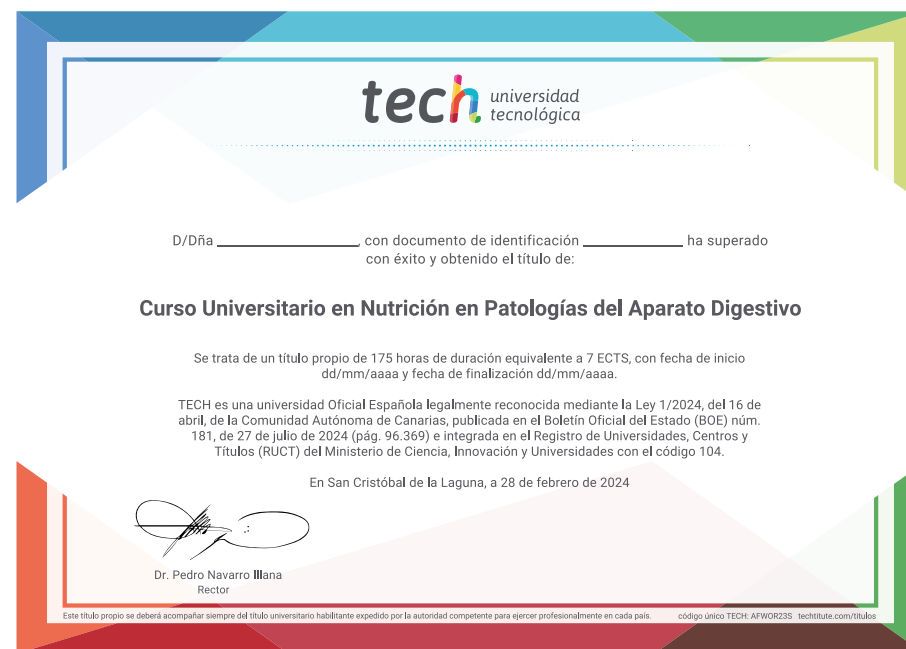 tech universidad
tecnológica
D/Dña ________________, con documento de identificación ____________ ha superado
con éxito y obtenido el título de:
Curso Universitario en Nutrición en Patologías del Aparato Digestivo
Se trata de un título propio de 175 horas de duración equivalente a 7 ECTS, con fecha de inicio
dd/mm/aaaa y fecha de finalización dd/mm/aaaa.
TECH es una universidad Oficial Española legalmente reconocida mediante la Ley 1/2024, del 16 de
abril, de la Comunidad Autónoma de Canarias, publicada en el Boletín Oficial del Estado (BOE) núm.
181, de 27 de julio de 2024 (pág. 96.369) e integrada en el Registro de Universidades, Centros y
Títulos (RUCT) del Ministerio de Ciencia, Innovación y Universidades con el código 104.
En San Cristóbal de la Laguna, a 28 de febrero de 2024
Dr. Pedro Navarro Illana
Rector
Este título propio se deberá acompañar siempre del título universitario habilitante expedido por la autoridad competente para ejercer profesionalmente en cada país. código único TECH: AFWOR23S techtitute.com/titulos